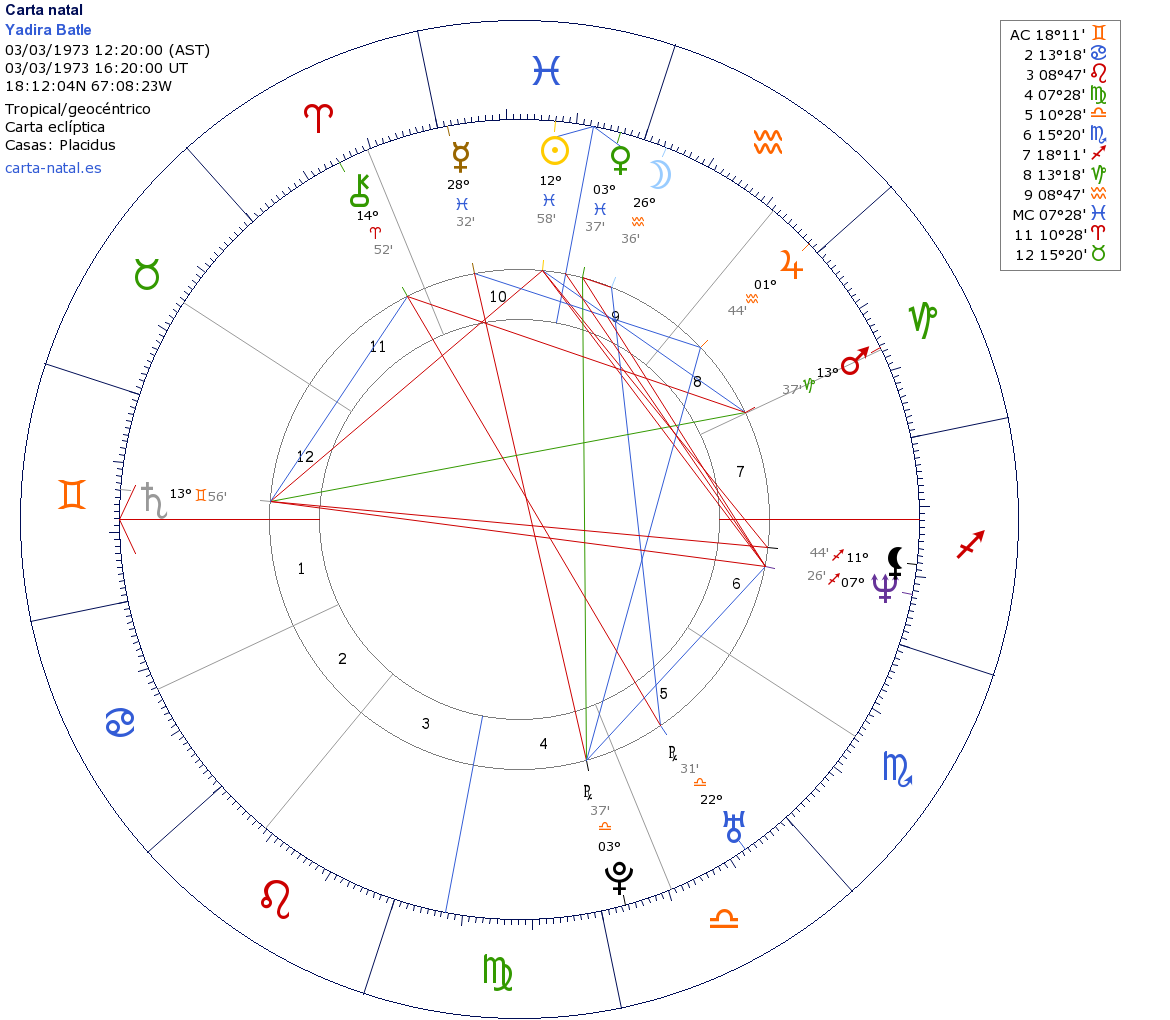 Carta natal
Yadira Batle
03/03/1973 12:20:00 (AST)
03/03/1973 16:20:00 UT
18:12:04N 67:08:23W
Tropical/geocéntrico
Carta eclíptica
Casas: Placidus
carta-natal.es
AC 18°11' ♊
2 13°18' ♋
3 08°47' ♌
4 07°28' ♍
5 10°28' ♎
6 15°20' ♏
7 18°11' ♐
8 13°18' ♑
9 08°47' ♒
MC 07°28' ♓
11 10°28' ♈
12 15°20' ♉
♓
♈
♒
♉
♑
♊
♐
♋
♏
♌
♎
♍
☿ 28° ♓ 32'
☉ 12° ♓ 58'
♀ 03° ♓ 37'
☽ 26° ♒ 36'
⚷ 14° ♈ 52'
♃ 01° ♒ 44'
♂ 13° ♑ 37'
♄ 13° ♊ 56'
44' ♐ 11° ⚸
26' ♐ 07° ♆
℞ 31' ♎ 22° ♅
℞ 37' ♎ 03° ♇
10
9
11
8
12
7
1
6
2
5
3
4